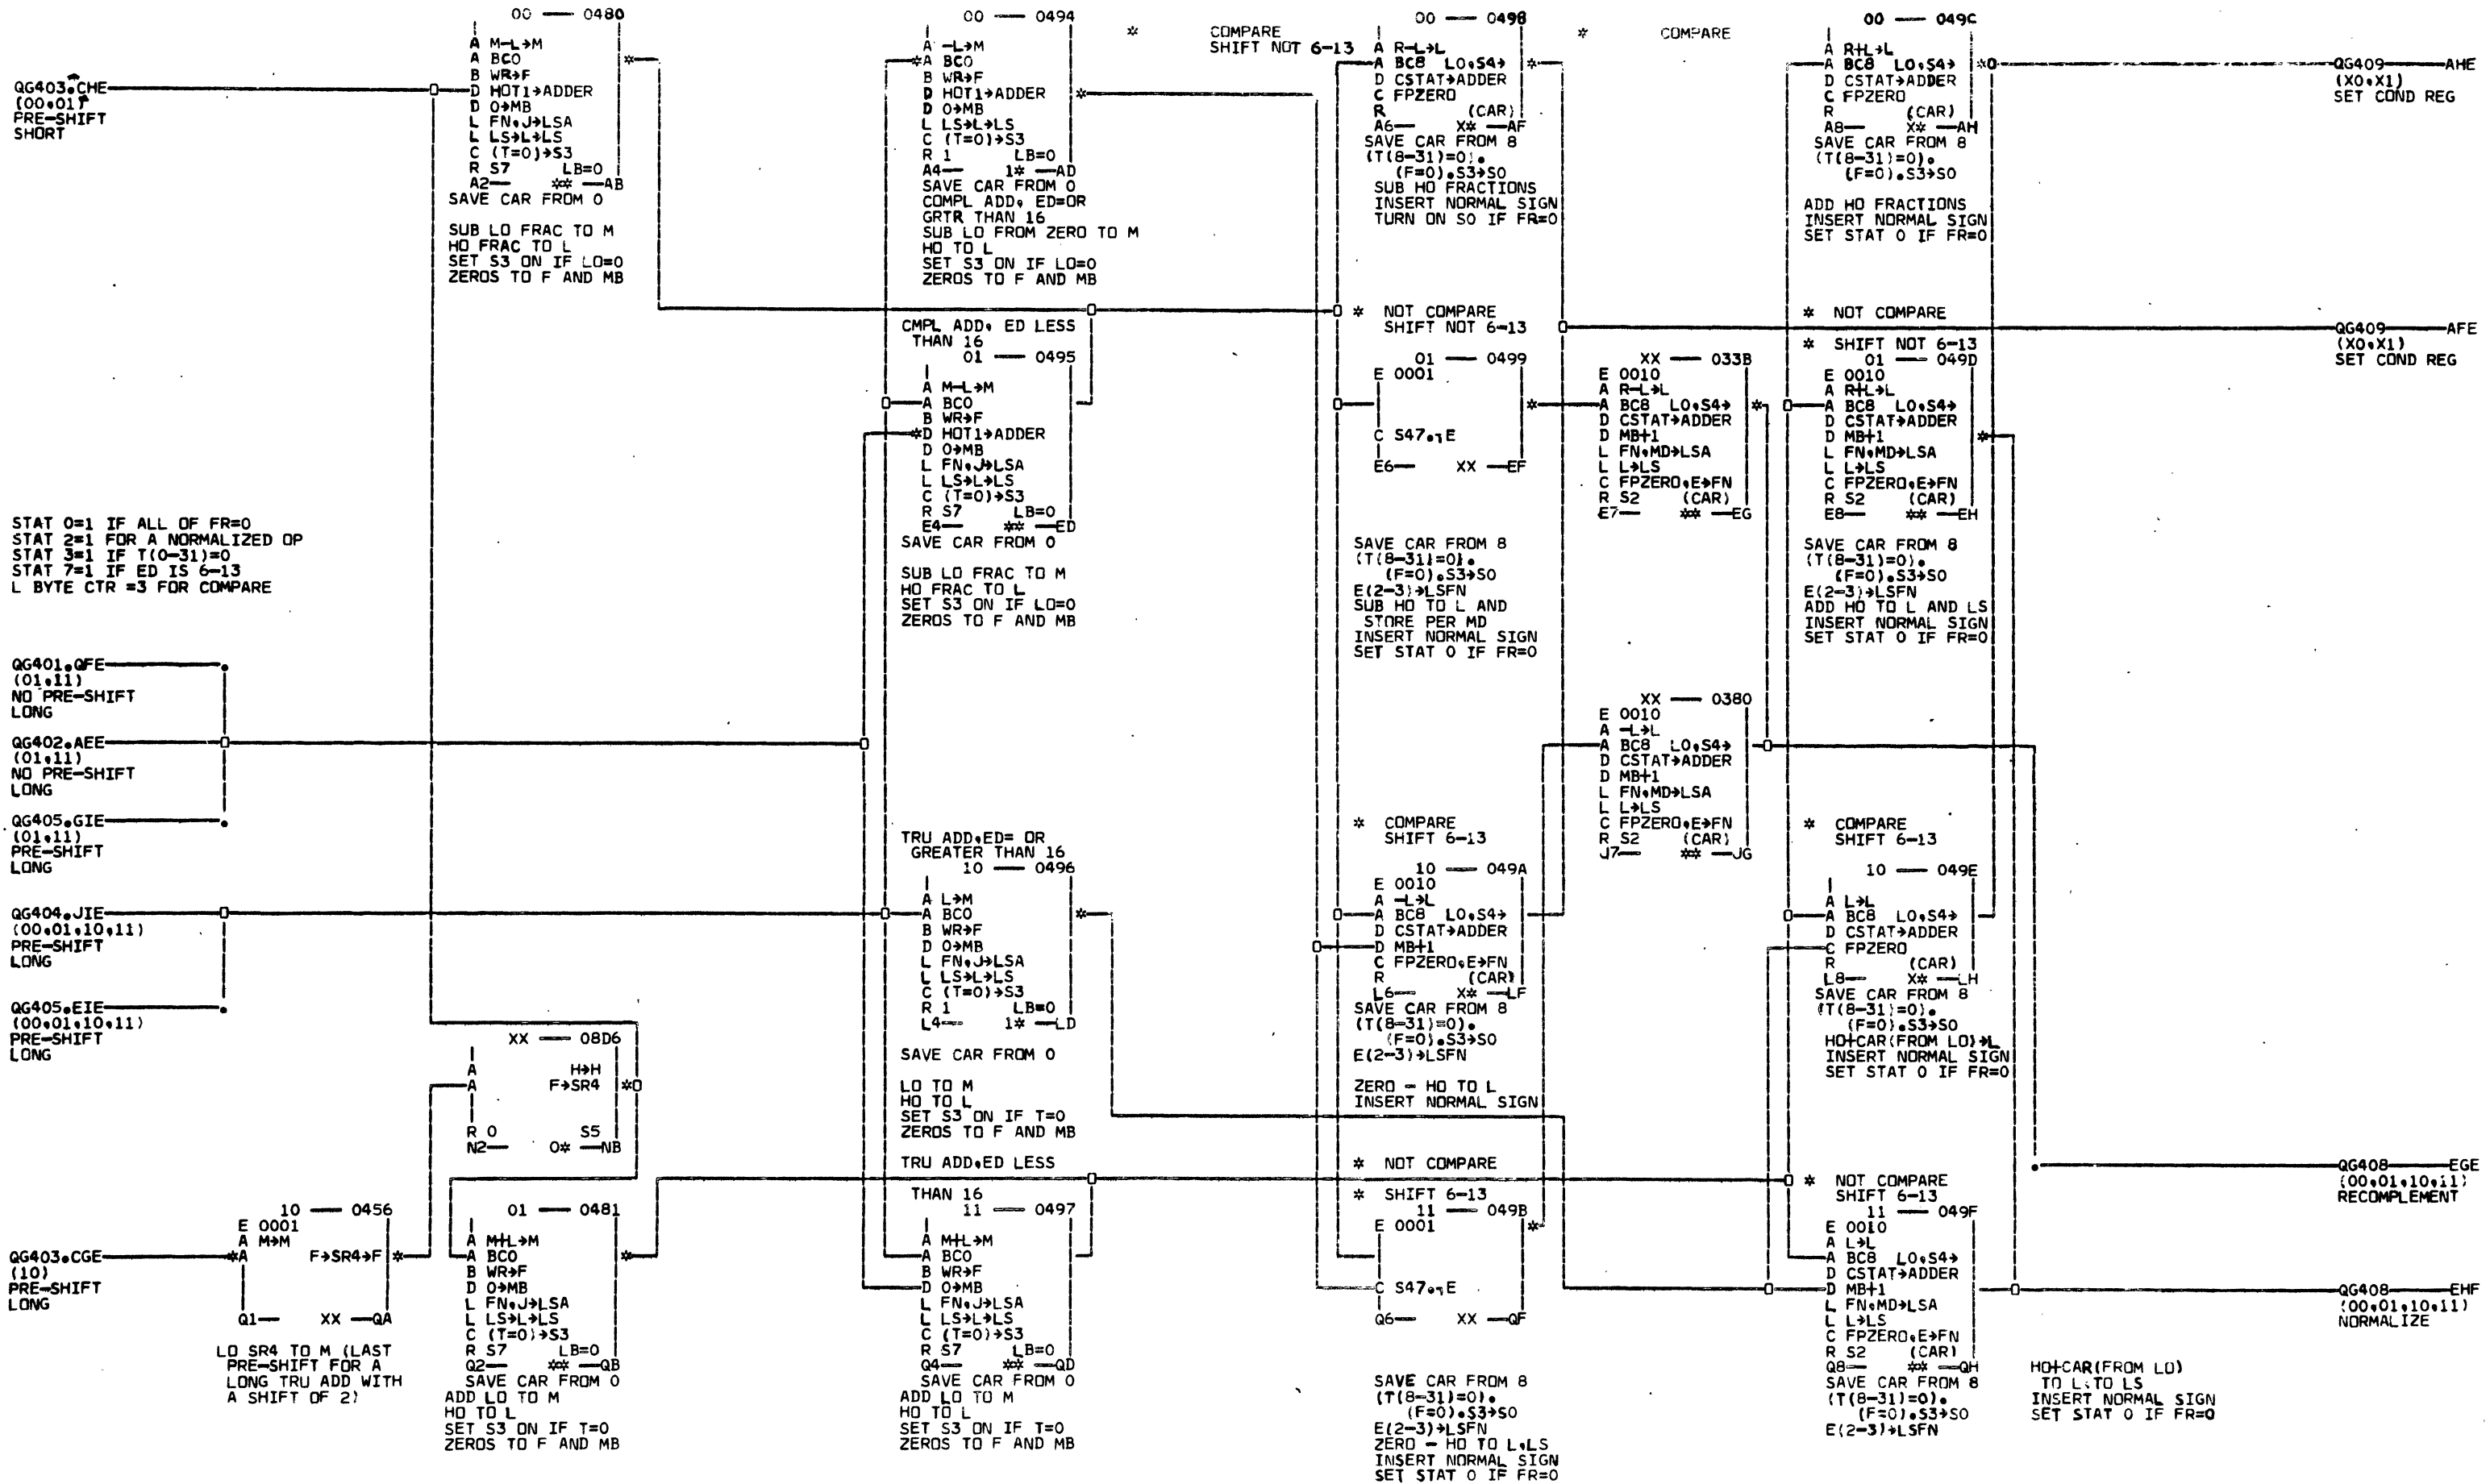 QG403.CHE
(00,01)
PRE-SHIFT
SHORT
STAT 0=1 IF ALL OF FR=0
STAT 2=1 FOR A NORMALIZED OP
STAT 3=1 IF T(0-31)=0
STAT 7=1 IF ED IS 6-13
L BYTE CTR =3 FOR COMPARE
QG401.QFE
(01,11)
NO PRE-SHIFT
LONG
QG402.AEE
(01,11)
NO PRE-SHIFT
LONG
QG405.GIE
(01,11)
PRE-SHIFT
LONG
QG404.JIE
(00,01,10,11)
PRE-SHIFT
LONG
QG405.EIE
(00,01,10,11)
PRE-SHIFT
LONG
QG403.CGE
(10)
PRE-SHIFT
LONG
10 — 0456
E 0001
A M→M
*A F→SR4→F *
Q1— XX —QA
LO SR4 TO M (LAST
PRE-SHIFT FOR A
LONG TRU ADD WITH
A SHIFT OF 2)
00 — 0480
A M-L→M
A BC0 *
B WR→F
D HOT1→ADDER
D 0→MB
L FN,J→LSA
L LS→L→LS
C (T=0)→S3
R S7 LB=0
A2— ** —AB
SAVE CAR FROM 0
SUB LO FRAC TO M
HO FRAC TO L
SET S3 ON IF LO=0
ZEROS TO F AND MB
XX — 08D6
A H→H
A F→SR4 *
R 0 S5
N2— 0* —NB
01 — 0481
A M+L→M
A BC0 *
B WR→F
D 0→MB
L FN,J→LSA
L LS→L→LS
C (T=0)→S3
R S7 LB=0
Q2— ** —QB
SAVE CAR FROM 0
ADD LO TO M
HO TO L
SET S3 ON IF T=0
ZEROS TO F AND MB
00 — 0494
A -L→M
*A BC0
B WR→F
D HOT1→ADDER *
D 0→MB
L LS→L→LS
C (T=0)→S3
R 1 LB=0
A4— 1* —AD
SAVE CAR FROM 0
COMPL ADD, ED=OR
GRTR THAN 16
SUB LO FROM ZERO TO M
HO TO L
SET S3 ON IF LO=0
ZEROS TO F AND MB
CMPL ADD, ED LESS
THAN 16
01 — 0495
A M-L→M
A BC0
B WR→F
*D HOT1→ADDER
D 0→MB
L FN,J→LSA
L LS→L→LS
C (T=0)→S3
R S7 LB=0
E4— ** —ED
SAVE CAR FROM 0
SUB LO FRAC TO M
HO FRAC TO L
SET S3 ON IF LO=0
ZEROS TO F AND MB
TRU ADD,ED= OR
GREATER THAN 16
10 — 0496
A L→M
A BC0 *
B WR→F
D 0→MB
L FN,J→LSA
L LS→L→LS
C (T=0)→S3
R 1 LB=0
L4— 1* —LD
SAVE CAR FROM 0
LO TO M
HO TO L
SET S3 ON IF T=0
ZEROS TO F AND MB
TRU ADD,ED LESS
THAN 16
11 — 0497
A M+L→M
A BC0
B WR→F
D 0→MB
L FN,J→LSA
L LS→L→LS
C (T=0)→S3
R S7 LB=0
Q4— ** —QD
SAVE CAR FROM 0
ADD LO TO M
HO TO L
SET S3 ON IF T=0
ZEROS TO F AND MB
* COMPARE
SHIFT NOT 6-13
00 — 0498
A R-L→L
A BC8 L0,S4→ *
D CSTAT→ADDER
C FPZERO
R (CAR)
A6— X* —AF
SAVE CAR FROM 8
(T(8-31)=0).
(F=0).S3→S0
SUB HO FRACTIONS
INSERT NORMAL SIGN
TURN ON S0 IF FR=0
* NOT COMPARE
SHIFT NOT 6-13
01 — 0499
E 0001
*
C S47,E
E6— XX —EF
SAVE CAR FROM 8
(T(8-31)=0).
(F=0).S3→S0
E(2-3)→LSFN
SUB HO TO L AND
STORE PER MD
INSERT NORMAL SIGN
SET STAT 0 IF FR=0
* COMPARE
SHIFT 6-13
10 — 049A
E 0010
A -L→L
A BC8 L0,S4→
D CSTAT→ADDER
D MB+1
C FPZERO,E→FN
R (CAR)
L6— X* —LF
SAVE CAR FROM 8
(T(8-31)=0).
(F=0).S3→S0
E(2-3)→LSFN
ZERO - HO TO L
INSERT NORMAL SIGN
* NOT COMPARE
* SHIFT 6-13
11 — 049B
E 0001 *
C S47,E
Q6— XX —QF
SAVE CAR FROM 8
(T(8-31)=0).
(F=0).S3→S0
E(2-3)→LSFN
ZERO - HO TO L,LS
INSERT NORMAL SIGN
SET STAT 0 IF FR=0
XX — 033B
E 0010
A R-L→L
A BC8 L0,S4→ *
D CSTAT→ADDER
D MB+1
L FN,MD→LSA
L L→LS
C FPZERO,E→FN
R S2 (CAR)
E7— ** —EG
XX — 0380
E 0010
A -L→L
A BC8 L0,S4→
D CSTAT→ADDER
D MB+1
L FN,MD→LSA
L L→LS
C FPZERO,E→FN
R S2 (CAR)
J7— ** —JG
* COMPARE
00 — 049C
A R+L→L
A BC8 L0,S4→ *
D CSTAT→ADDER
C FPZERO
R (CAR)
A8— X* —AH
SAVE CAR FROM 8
(T(8-31)=0).
(F=0).S3→S0
ADD HO FRACTIONS
INSERT NORMAL SIGN
SET STAT 0 IF FR=0
* NOT COMPARE
* SHIFT NOT 6-13
01 — 049D
E 0010
A R+L→L
A BC8 L0,S4→
D CSTAT→ADDER
D MB+1 *
L FN,MD→LSA
L L→LS
C FPZERO,E→FN
R S2 (CAR)
E8— ** —EH
SAVE CAR FROM 8
(T(8-31)=0).
(F=0).S3→S0
E(2-3)→LSFN
ADD HO TO L AND LS
INSERT NORMAL SIGN
SET STAT 0 IF FR=0
* COMPARE
SHIFT 6-13
10 — 049E
A L→L
A BC8 L0,S4→
D CSTAT→ADDER
C FPZERO
R (CAR)
L8— X* —LH
SAVE CAR FROM 8
(T(8-31)=0).
(F=0).S3→S0
HO+CAR(FROM LO)→L
INSERT NORMAL SIGN
SET STAT 0 IF FR=0
* NOT COMPARE
SHIFT 6-13
11 — 049F
E 0010
A L→L
A BC8 L0,S4→
D CSTAT→ADDER
D MB+1
L FN,MD→LSA
L L→LS
C FPZERO,E→FN
R S2 (CAR)
Q8— ** —QH
SAVE CAR FROM 8
(T(8-31)=0).
(F=0).S3→S0
E(2-3)→LSFN
HO+CAR(FROM LO)
TO L,TO LS
INSERT NORMAL SIGN
SET STAT 0 IF FR=0
QG409 AHE
(X0,X1)
SET COND REG
QG409 AFE
(X0,X1)
SET COND REG
QG408 EGE
(00,01,10,11)
RECOMPLEMENT
QG408 EHF
(00,01,10,11)
NORMALIZE